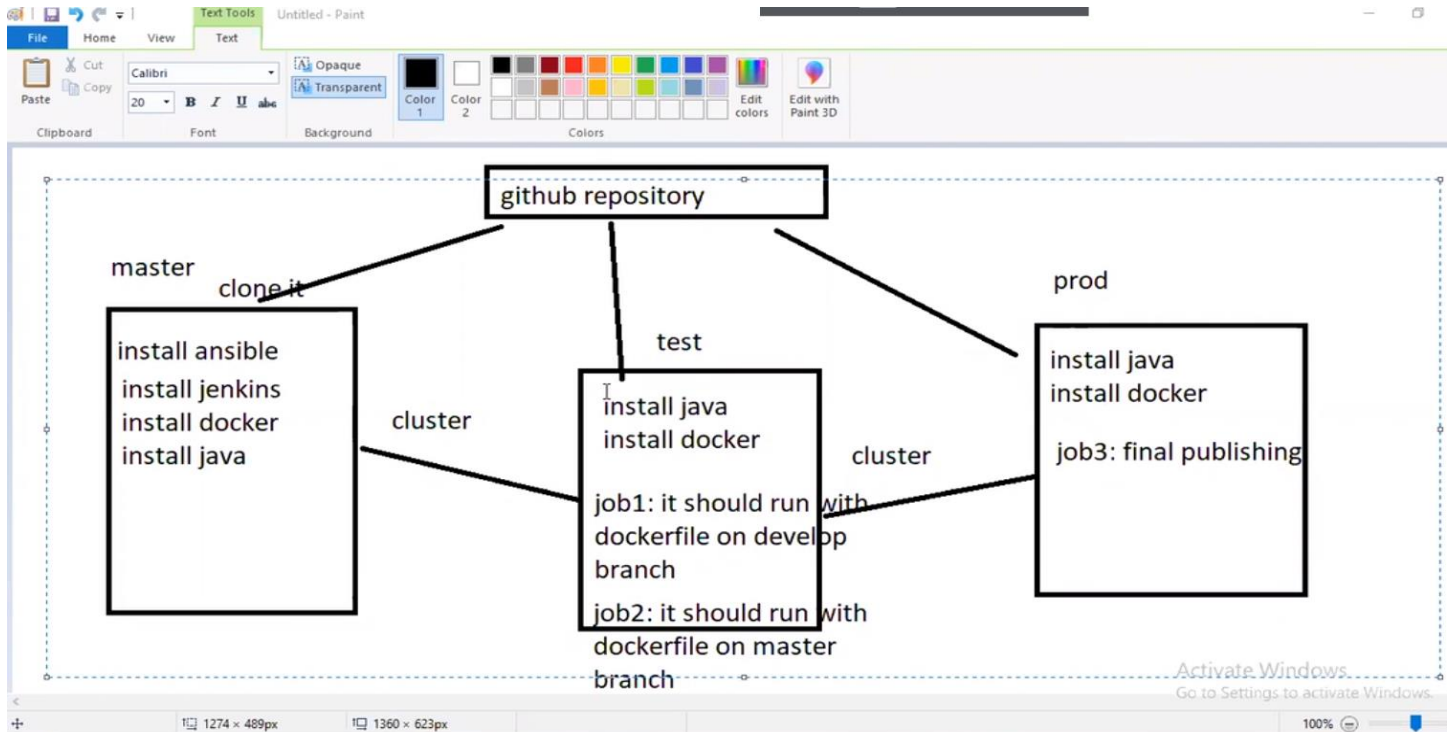 Text Tools
Untitled - Paint
File
Home
View
Text
Paste
Cut
Copy
Clipboard
Calibri
20
B
I
U
abc
Font
Opaque
Transparent
Background
Color 1
Color 2
Colors
Edit colors
Edit with Paint 3D
github repository
master
clone it
install ansible
install jenkins
install docker
install java
cluster
test
install java
install docker
job1: it should run with
dockerfile on develop
branch
job2: it should run with
dockerfile on master
branch
cluster
prod
install java
install docker
job3: final publishing
Activate Windows
Go to Settings to activate Windows.
1274 × 489px
1360 × 623px
100%